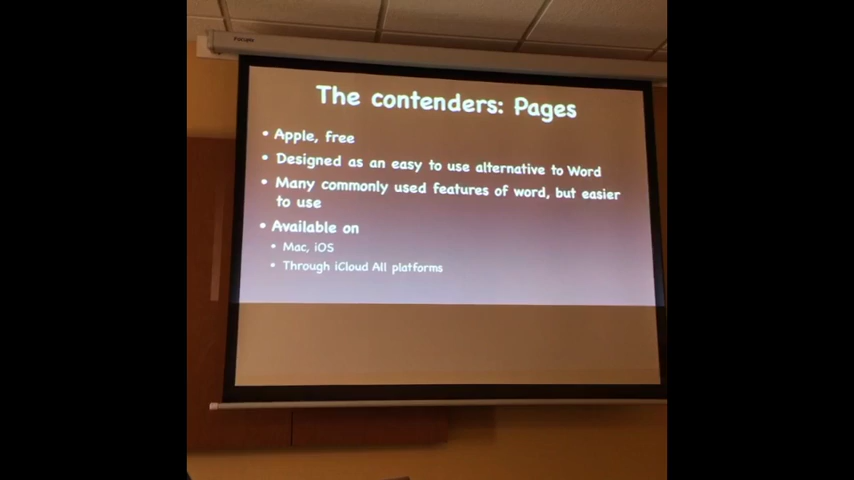 The contenders: Pages
• Apple, free
• Designed as an easy to use alternative to Word
• Many commonly used features of word, but easier
to use
• Available on
• Mac, iOS
• Through iCloud All platforms